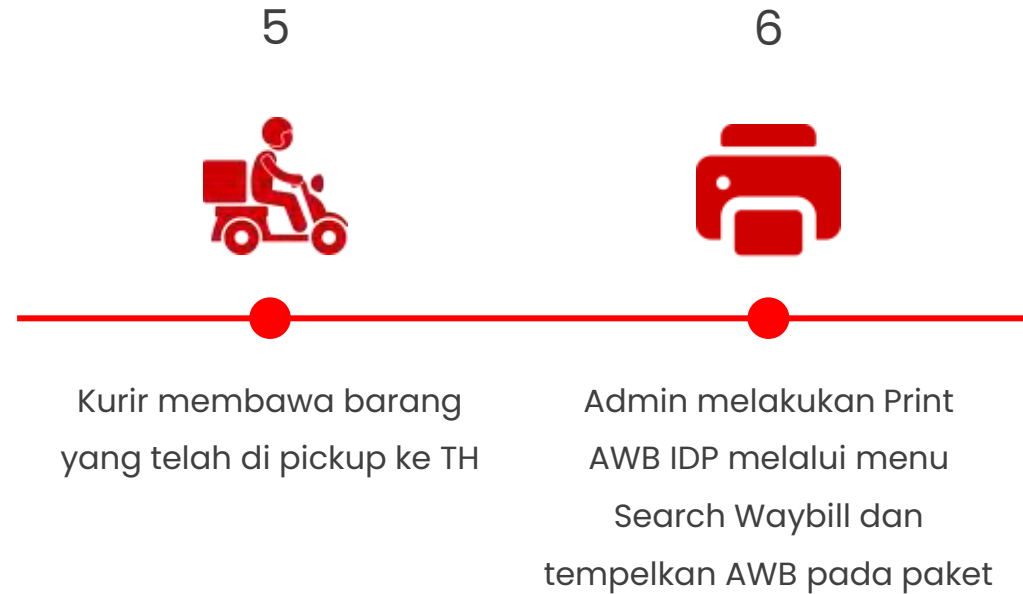 5
Kurir membawa barang
yang telah di pickup ke TH
6
Admin melakukan Print
AWB IDP melalui menu
Search Waybill dan
tempelkan AWB pada paket